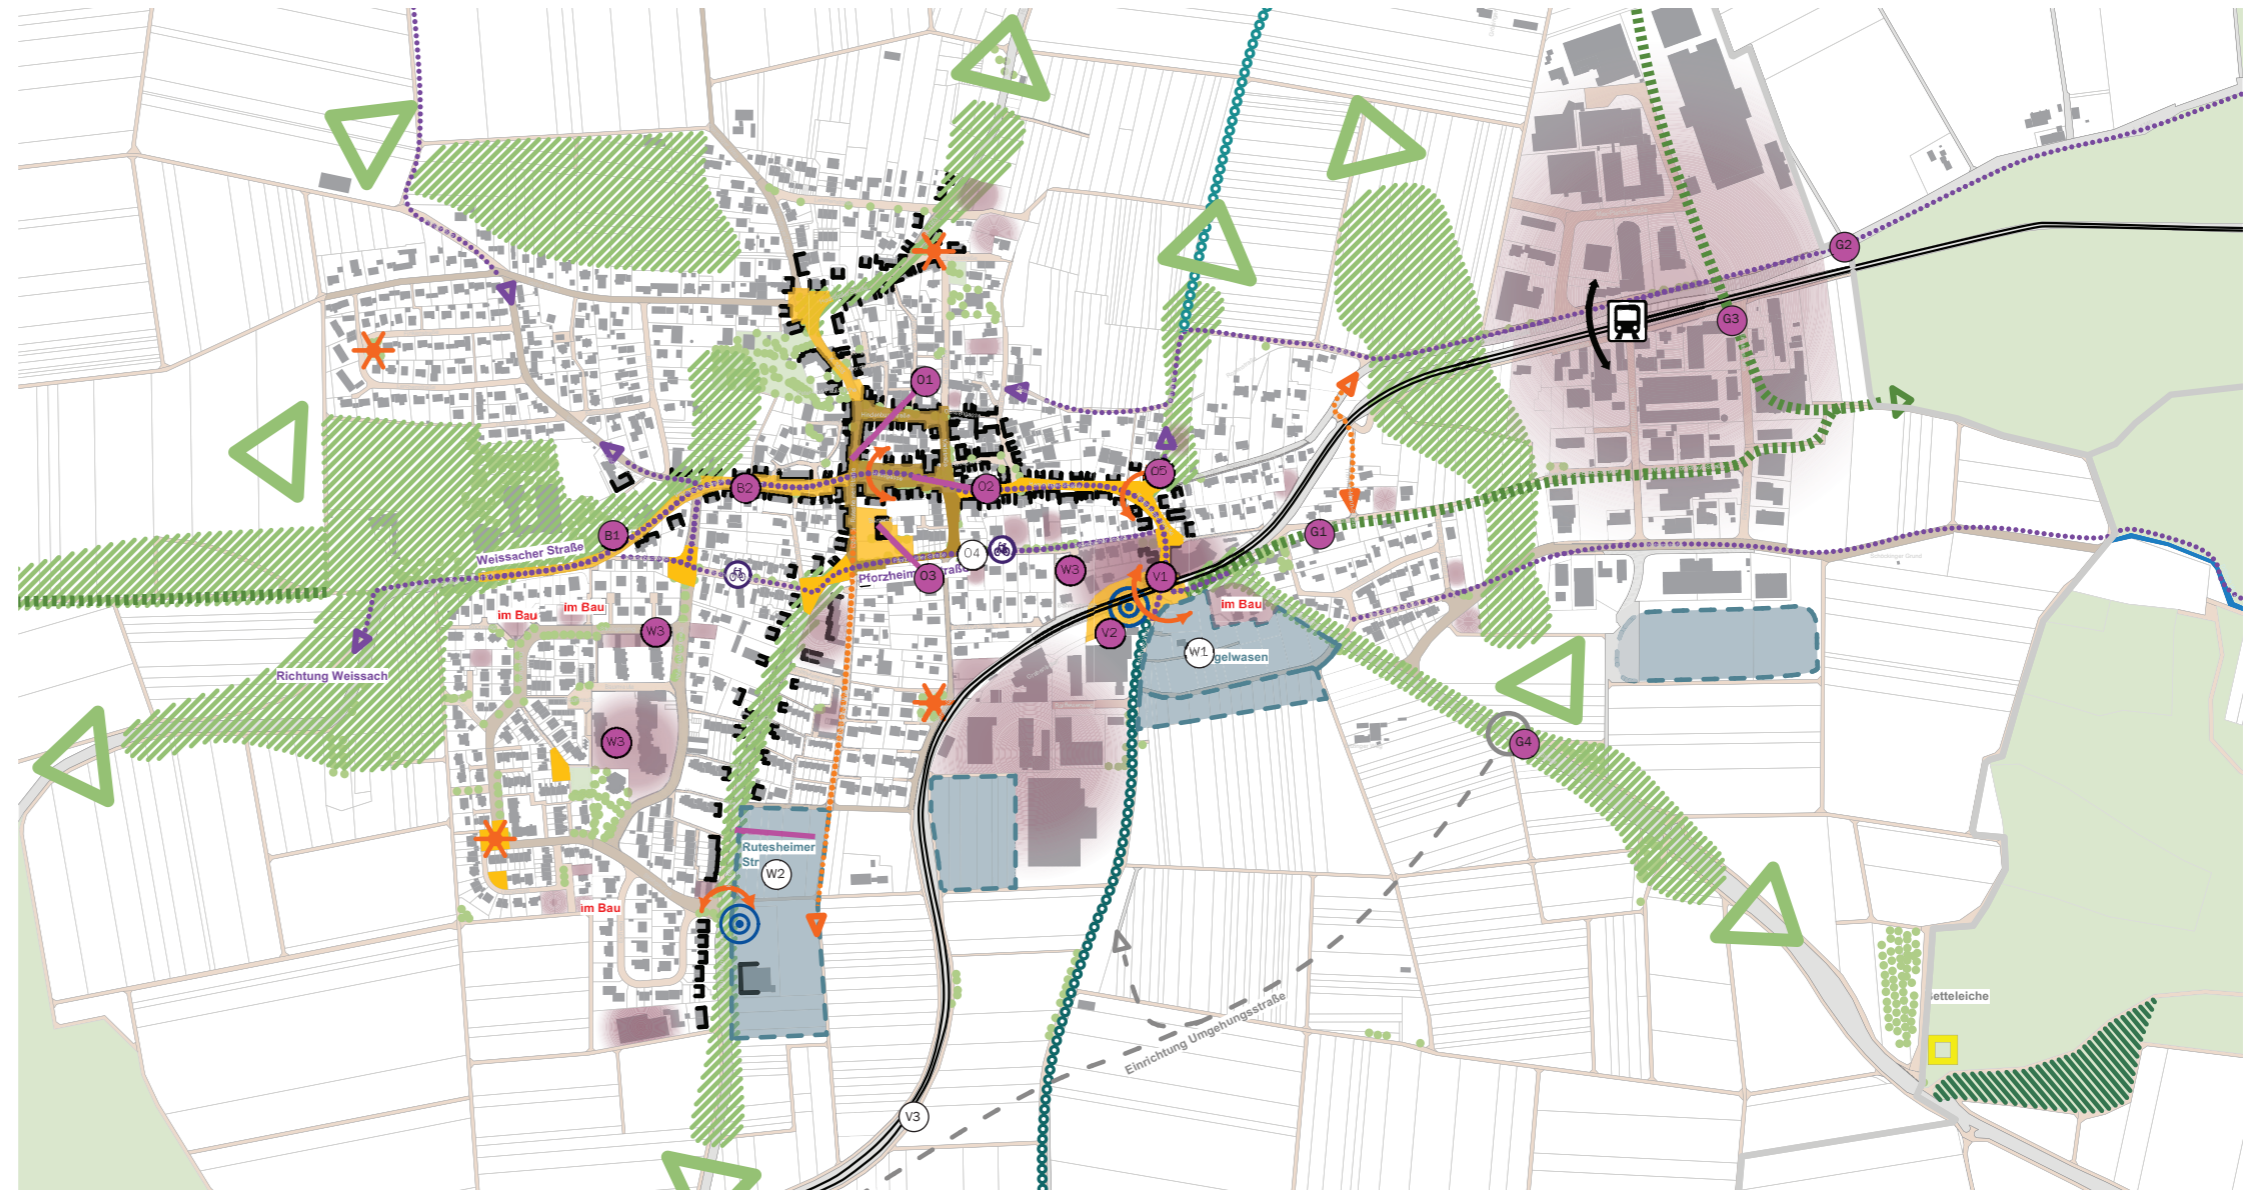 G2
G3
O1
O5
B2
O2
G1
B1
Weissacher Straße
O4
W3
V1
Pforzheimer Straße
O3
im Bau
im Bau
im Bau
W3
V2
W1
gelwasen
Richtung Weissach
W3
G4
Rutesheimer
Str
W2
im Bau
etteleiche
Einrichtung Umgehungsstraße
V3